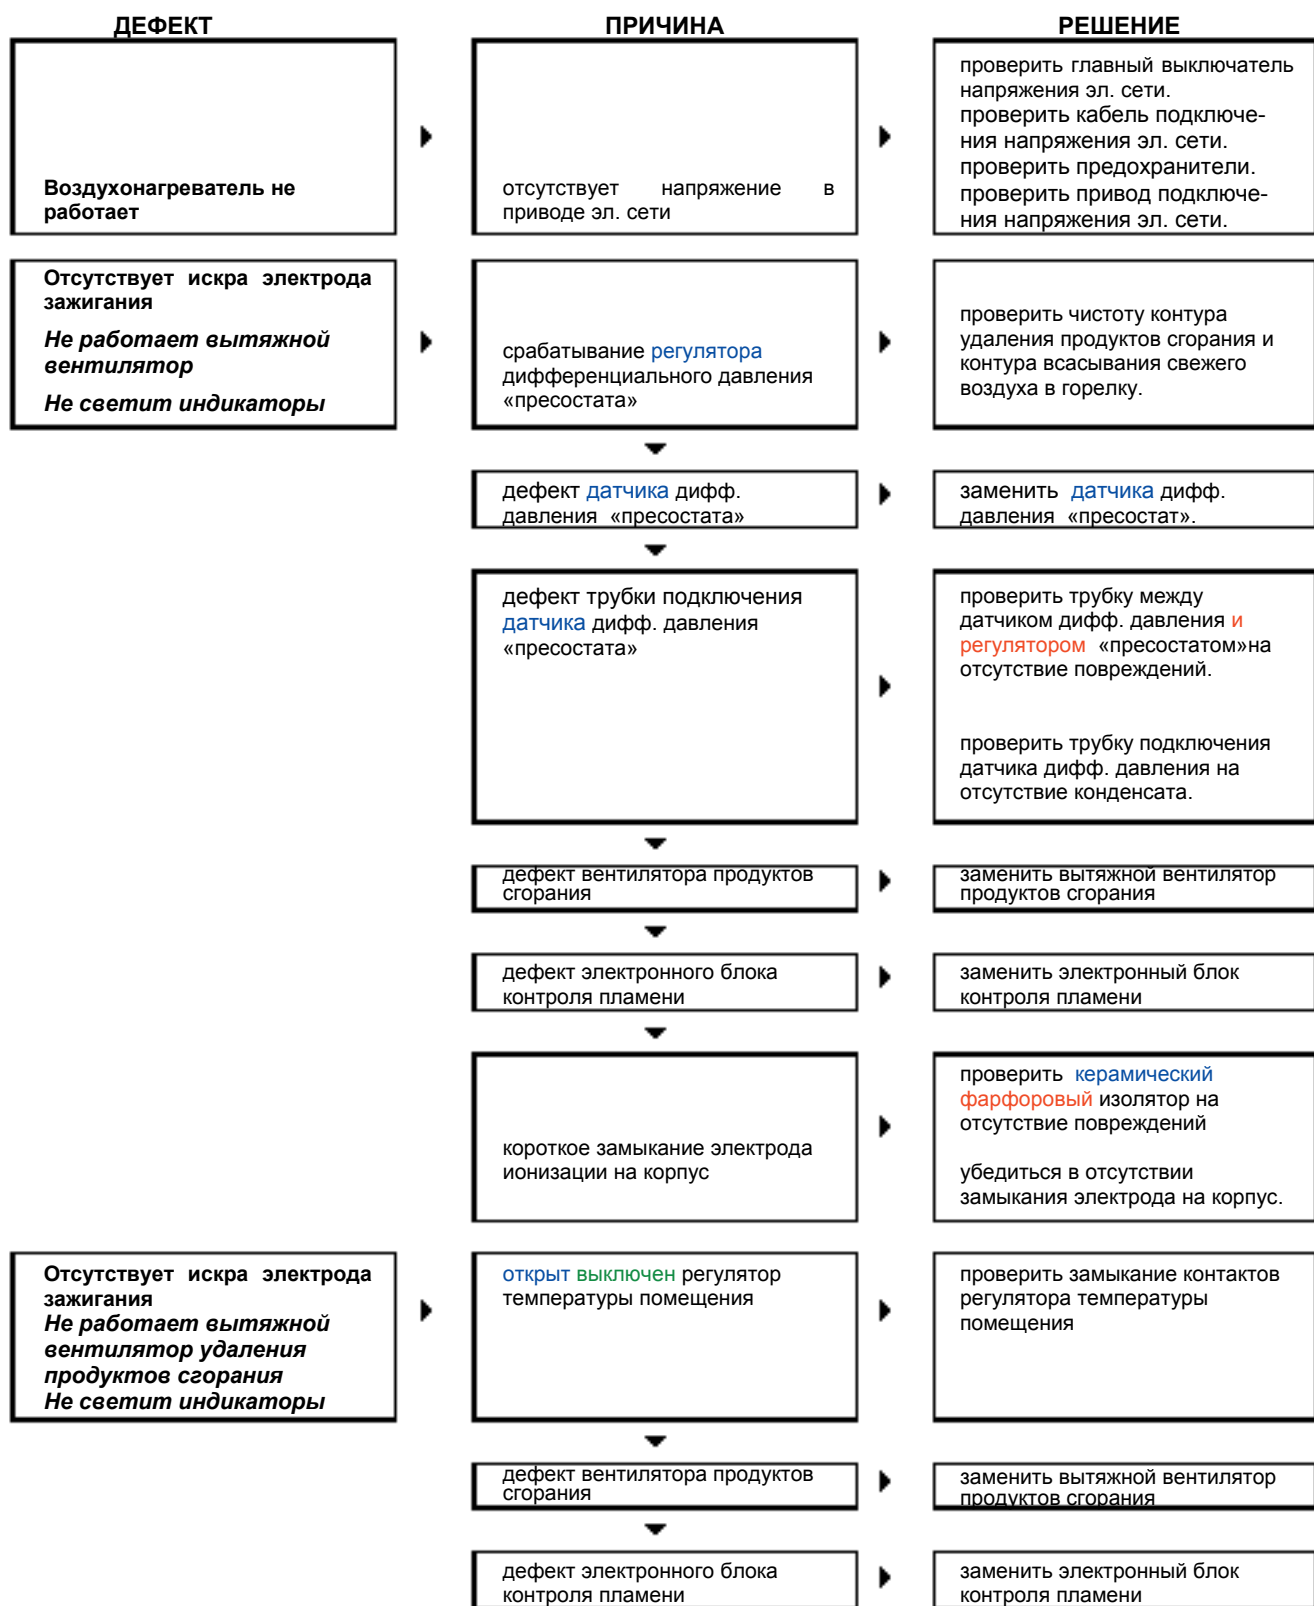 ДЕФЕКТ
ПРИЧИНА
РЕШЕНИЕ
Воздухонагреватель не
работает
отсутствует напряжение в
приводе эл. сети
проверить главный выключатель
напряжения эл. сети.
проверить кабель подключе-
ния напряжения эл. сети.
проверить предохранители.
проверить привод подключе-
ния напряжения эл. сети.
Отсутствует искра электрода
зажигания
Не работает вытяжной
вентилятор
Не светит индикаторы
срабатывание регулятора
дифференциального давления
«пресостата»
проверить чистоту контура
удаления продуктов сгорания и
контура всасывания свежего
воздуха в горелку.
дефект датчика дифф.
давления «пресостата»
заменить датчика дифф.
давления «пресостат».
дефект трубки подключения
датчика дифф. давления
«пресостата»
проверить трубку между
датчиком дифф. давления и
регулятором «пресостатом»на
отсутствие повреждений.
проверить трубку подключения
датчика дифф. давления на
отсутствие конденсата.
дефект вентилятора продуктов
сгорания
заменить вытяжной вентилятор
продуктов сгорания
дефект электронного блока
контроля пламени
заменить электронный блок
контроля пламени
короткое замыкание электрода
ионизации на корпус
проверить керамический
фарфоровый изолятор на
отсутствие повреждений
убедиться в отсутствии
замыкания электрода на корпус.
Отсутствует искра электрода
зажигания
Не работает вытяжной
вентилятор удаления
продуктов сгорания
Не светит индикаторы
открыт выключен регулятор
температуры помещения
проверить замыкание контактов
регулятора температуры
помещения
дефект вентилятора продуктов
сгорания
заменить вытяжной вентилятор
продуктов сгорания
дефект электронного блока
контроля пламени
заменить электронный блок
контроля пламени